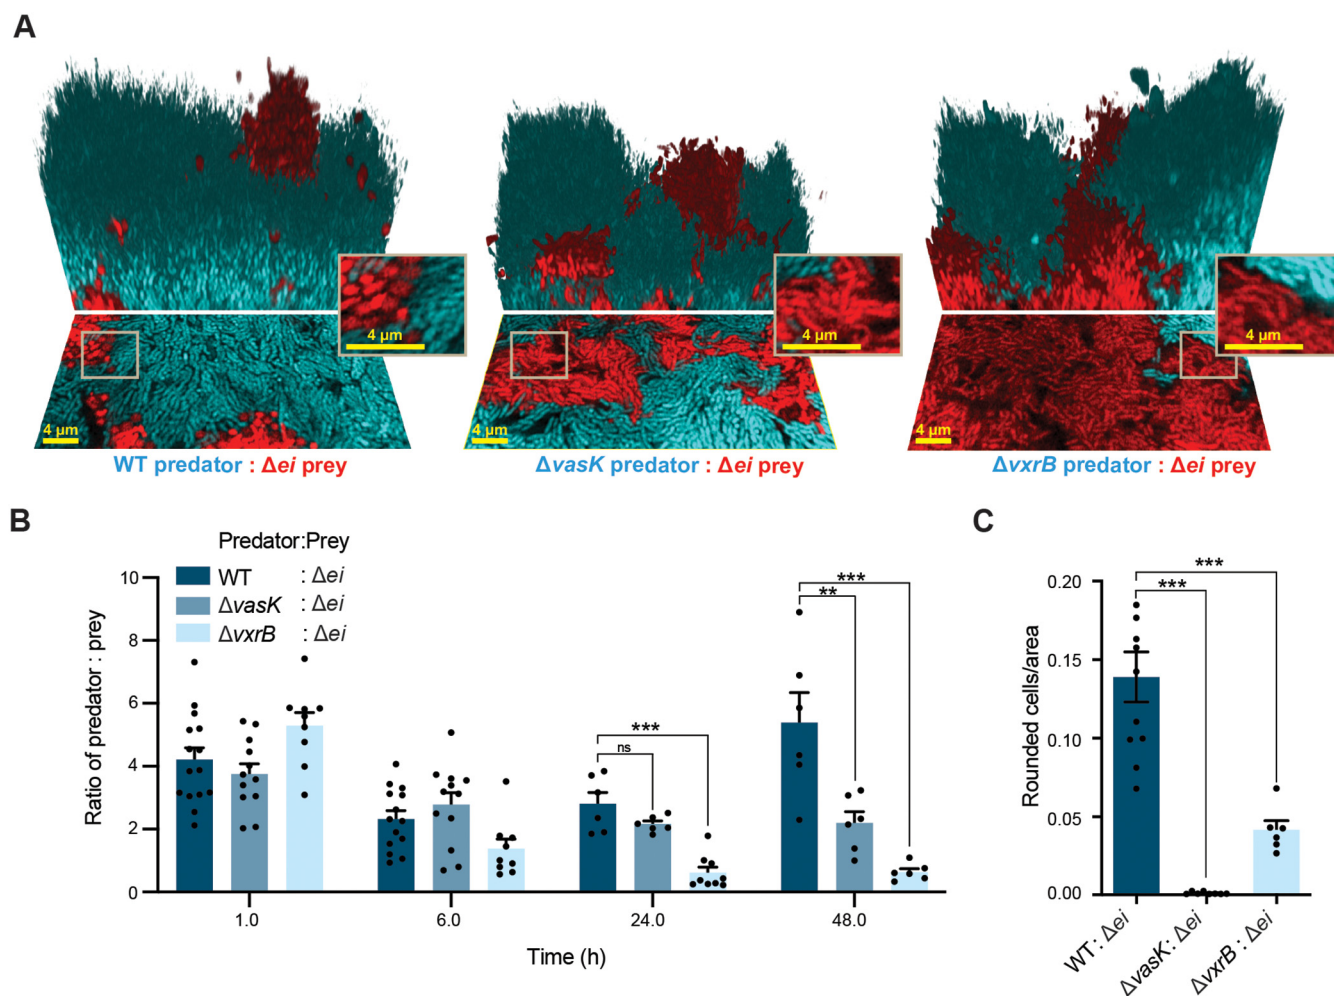 A
4 µm
4 µm
4 µm
4 µm
4 µm
4 µm
WT predator : Δei prey
ΔvasK predator : Δei prey
ΔvxrB predator : Δei prey
B
Predator:Prey
WT : Δei
ΔvasK : Δei
ΔvxrB : Δei
Ratio of predator : prey
10
8
6
4
2
0
ns
***
**
***
1.0
6.0
24.0
48.0
Time (h)
C
Rounded cells/area
0.20
0.15
0.10
0.05
0.00
***
***
WT : Δei
ΔvasK: Δei
ΔvxrB : Δei